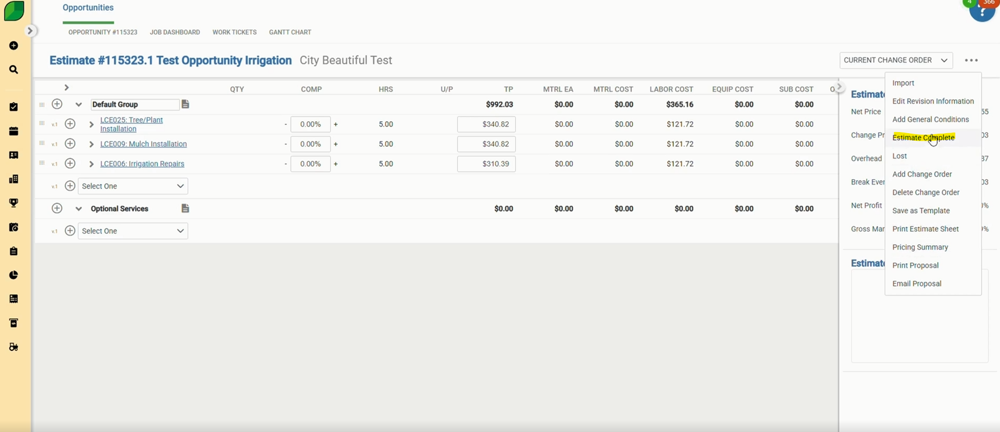 Opportunities
4
366
?
OPPORTUNITY #115323 JOB DASHBOARD WORK TICKETS GANTT CHART
Estimate #115323.1 Test Opportunity Irrigation City Beautiful Test
CURRENT CHANGE ORDER
QTY COMP HRS U/P TP MTRL EA MTRL COST LABOR COST EQUIP COST SUB COST O
Default Group $992.03 $0.00 $0.00 $365.16 $0.00 $0.00
v.1 LCE025: Tree/Plant
Installation
- 0.00% + 5.00 $340.82 $0.00 $0.00 $121.72 $0.00 $0.00
v.1 LCE009: Mulch Installation - 0.00% + 5.00 $340.82 $0.00 $0.00 $121.72 $0.00 $0.00
v.1 LCE006: Irrigation Repairs - 0.00% + 5.00 $310.39 $0.00 $0.00 $121.72 $0.00 $0.00
v.1 Select One
Optional Services $0.00 $0.00 $0.00 $0.00 $0.00 $0.00
v.1 Select One
Estimate
Net Price 55
Change Pr 03
Overhead 37
Break Ever 03
Net Profit %
Gross Mar %
Estimate
Import
Edit Revision Information
Add General Conditions
Estimate Complete
Lost
Add Change Order
Delete Change Order
Save as Template
Print Estimate Sheet
Pricing Summary
Print Proposal
Email Proposal